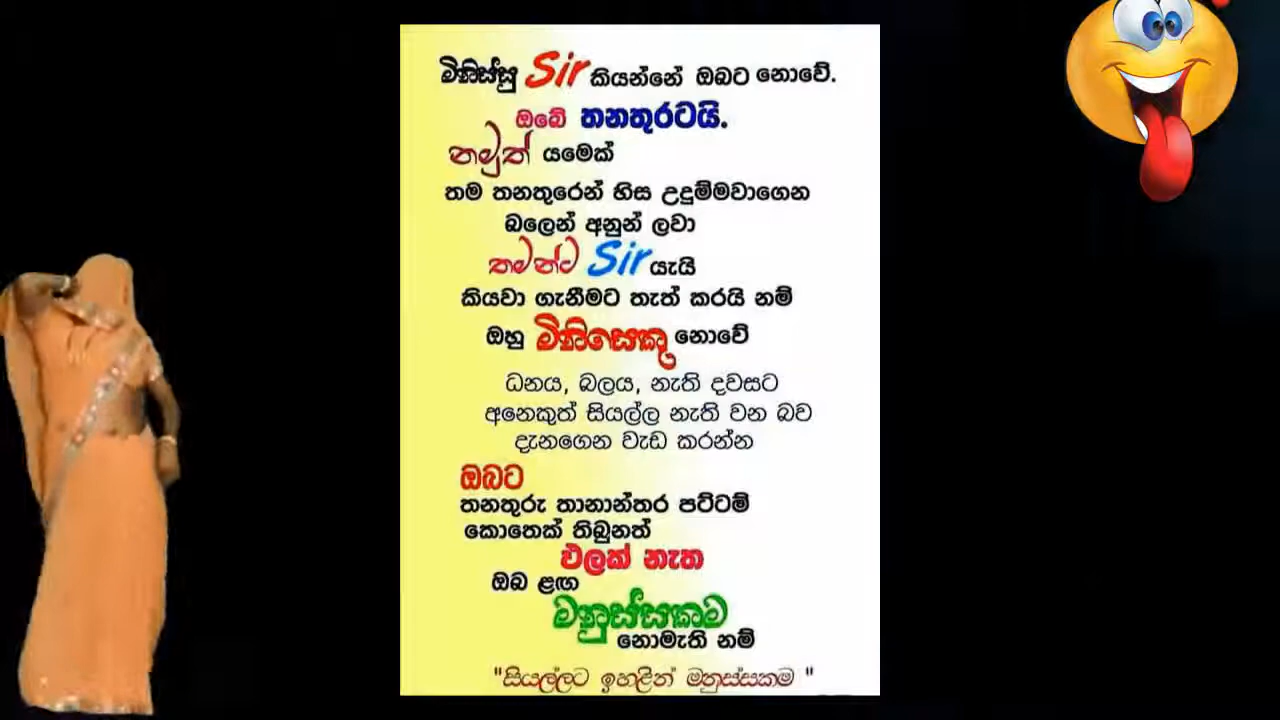 මිනිස්සු Sir කියන්නේ ඔබට නොවේ.
ඔබේ තනතුරටයි.
නමුත් යමෙක්
තම තනතුරෙන් හිස උදුම්මවාගෙන
බලෙන් අනුන් ලවා
තමන්ට Sir යැයි
කියවා ගැනීමට තැත් කරයි නම්
ඔහු මිනිසෙකු නොවේ
ධනය, බලය, නැති දවසට
අනෙකුත් සියල්ල නැති වන බව
දැනගෙන වැඩ කරන්න
ඔබට
තනතුරු තානාන්තර පට්ටම්
කොතෙක් තිබුනත්
ඵලක් නැත
ඔබ ළඟ
මනුස්සකම
නොමැති නම්
"සියල්ලට ඉහළින් මනුස්සකම "